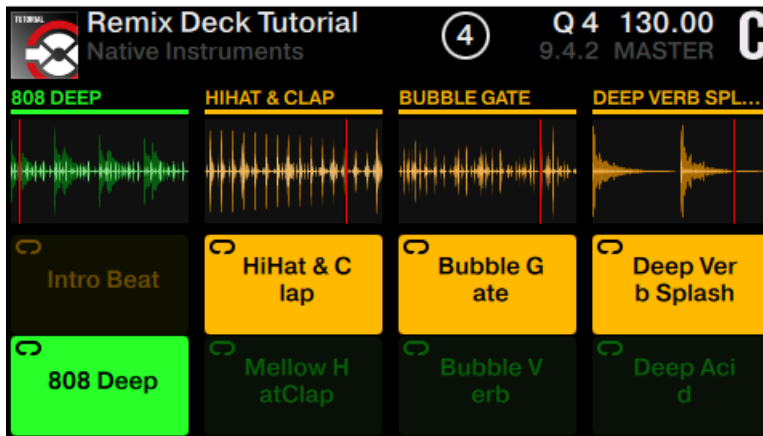 TUTORIAL
Remix Deck Tutorial
Native Instruments
4
Q 4 130.00
9.4.2 MASTER
C
808 DEEP
HIHAT & CLAP
BUBBLE GATE
DEEP VERB SPL...
Intro Beat
HiHat & C
lap
Bubble G
ate
Deep Ver
b Splash
808 Deep
Mellow H
atClap
Bubble V
erb
Deep Aci
d